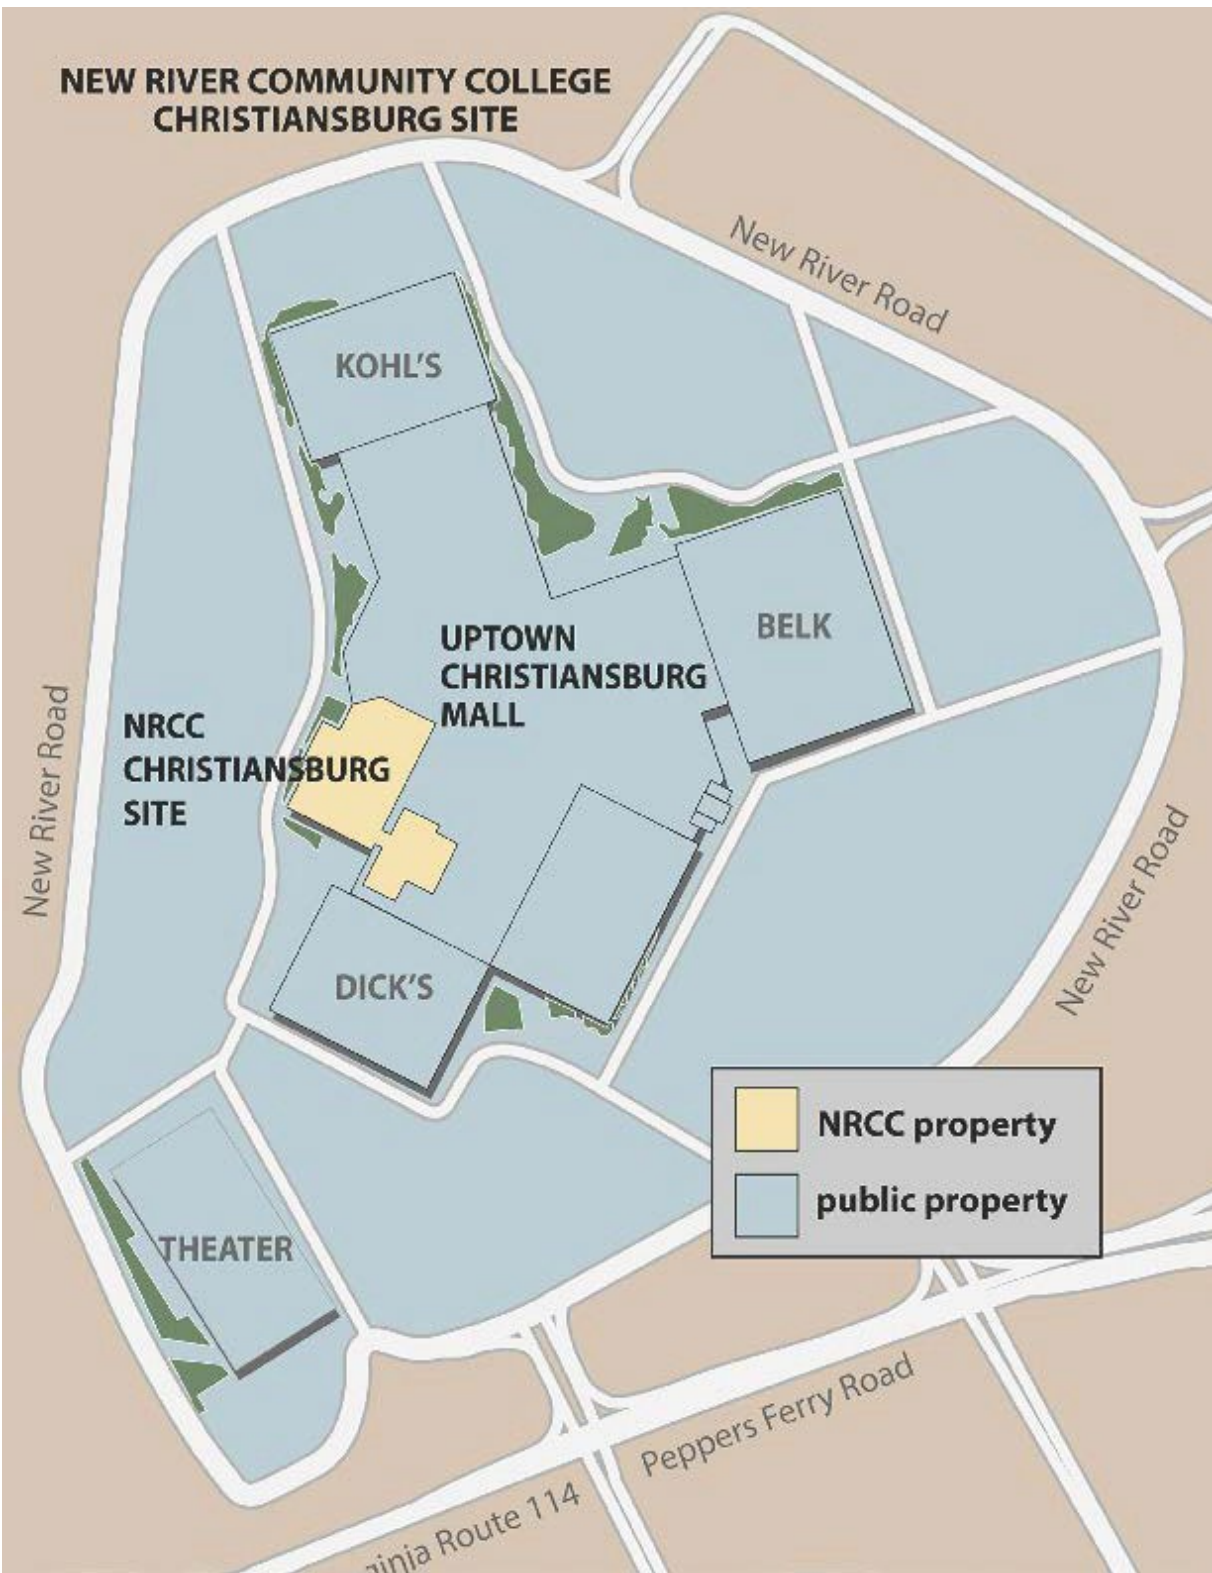 NEW RIVER COMMUNITY COLLEGE
CHRISTIANSBURG SITE
New River Road
KOHL'S
BELK
UPTOWN
CHRISTIANSBURG
MALL
NRCC
CHRISTIANSBURG
SITE
New River Road
New River Road
DICK'S
NRCC property
public property
THEATER
Peppers Ferry Road
Route 114